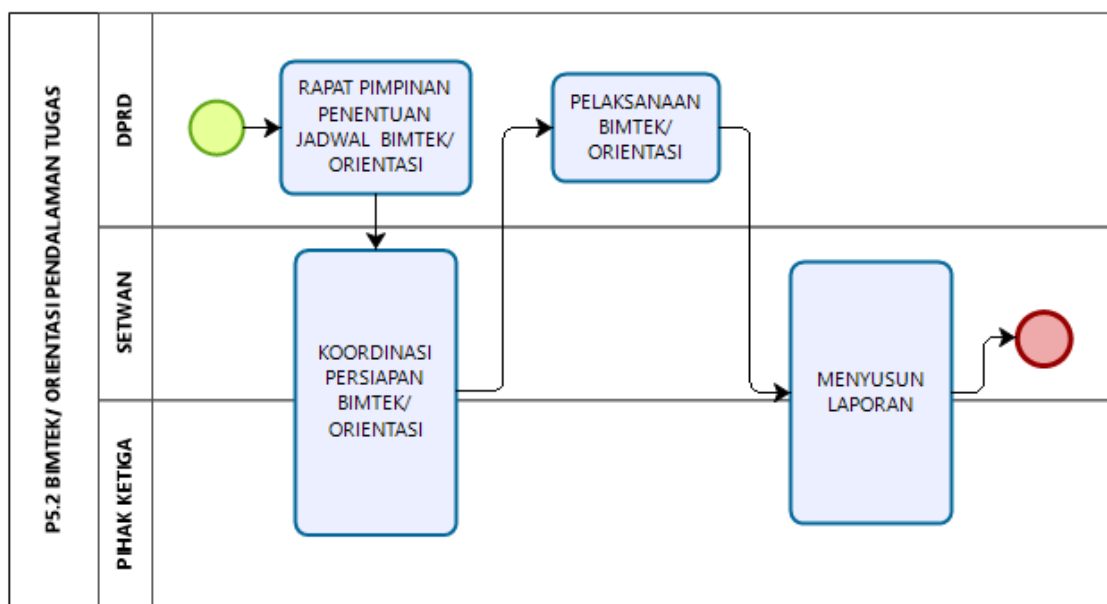 P5.2 BIMTEK/ ORIENTASI PENDALAMAN TUGAS
DPRD
RAPAT PIMPINAN
PENENTUAN
JADWAL BIMTEK/
ORIENTASI
PELAKSANAAN
BIMTEK/
ORIENTASI
SETWAN
KOORDINASI
PERSIAPAN
BIMTEK/
ORIENTASI
MENYUSUN
LAPORAN
PIHAK KETIGA